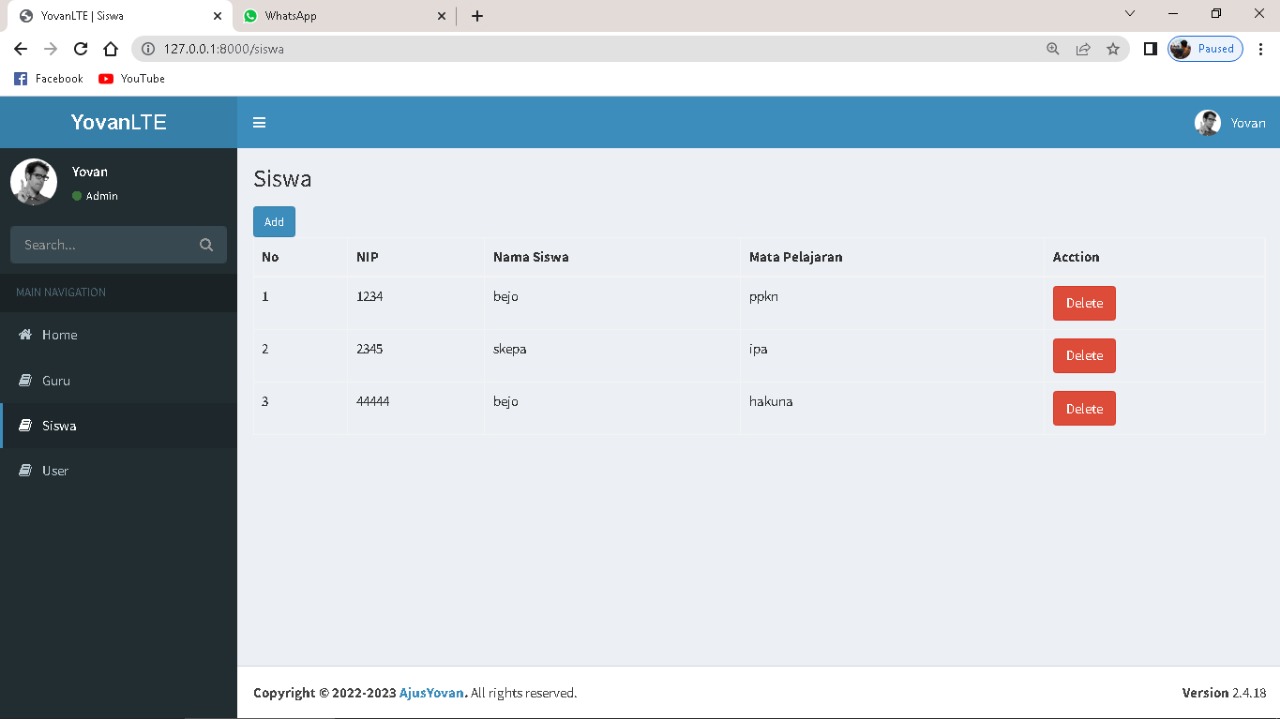 YovanLTE | Siswa
WhatsApp
127.0.0.1:8000/siswa
Paused
Facebook
YouTube
YovanLTE
Yovan
Yovan
Admin
Search...
MAIN NAVIGATION
Home
Guru
Siswa
User
Siswa
Add
No NIP Nama Siswa Mata Pelajaran Acction
1 1234 bejo ppkn Delete
2 2345 skepa ipa Delete
3 44444 bejo hakuna Delete
Copyright © 2022-2023 AjusYovan. All rights reserved.
Version 2.4.18